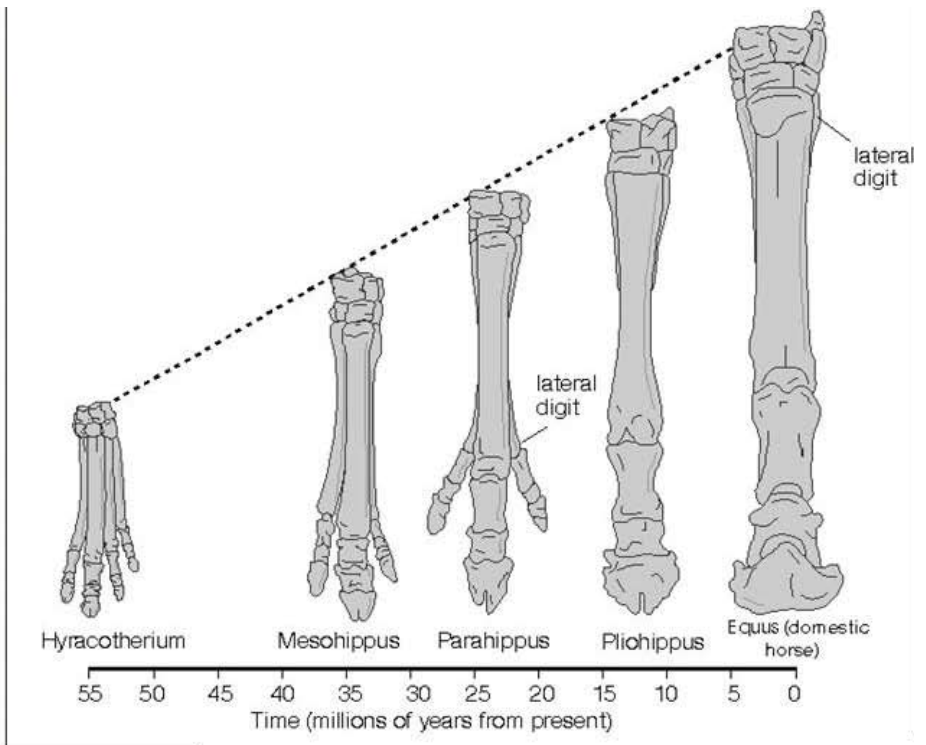 lateral
digit
lateral
digit
Hyracotherium
Mesohippus
Parahippus
Pliohippus
Equus (domestic
horse)
55 50 45 40 35 30 25 20 15 10 5 0
Time (millions of years from present)